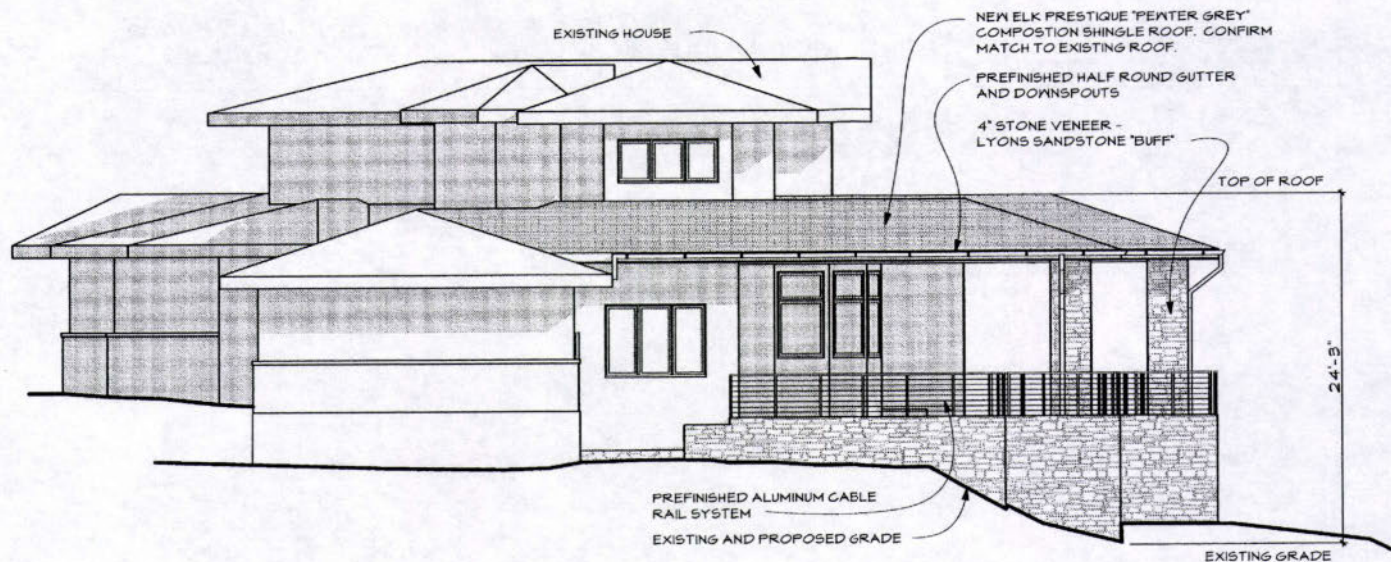 EXISTING HOUSE
NEW ELK PRESTIQUE "PEWTER GREY"
COMPOSTION SHINGLE ROOF. CONFIRM
MATCH TO EXISTING ROOF.
PREFINISHED HALF ROUND GUTTER
AND DOWNSPOUTS
4" STONE VENEER -
LYONS SANDSTONE "BUFF"
TOP OF ROOF
24'-3"
PREFINISHED ALUMINUM CABLE
RAIL SYSTEM
EXISTING AND PROPOSED GRADE
EXISTING GRADE